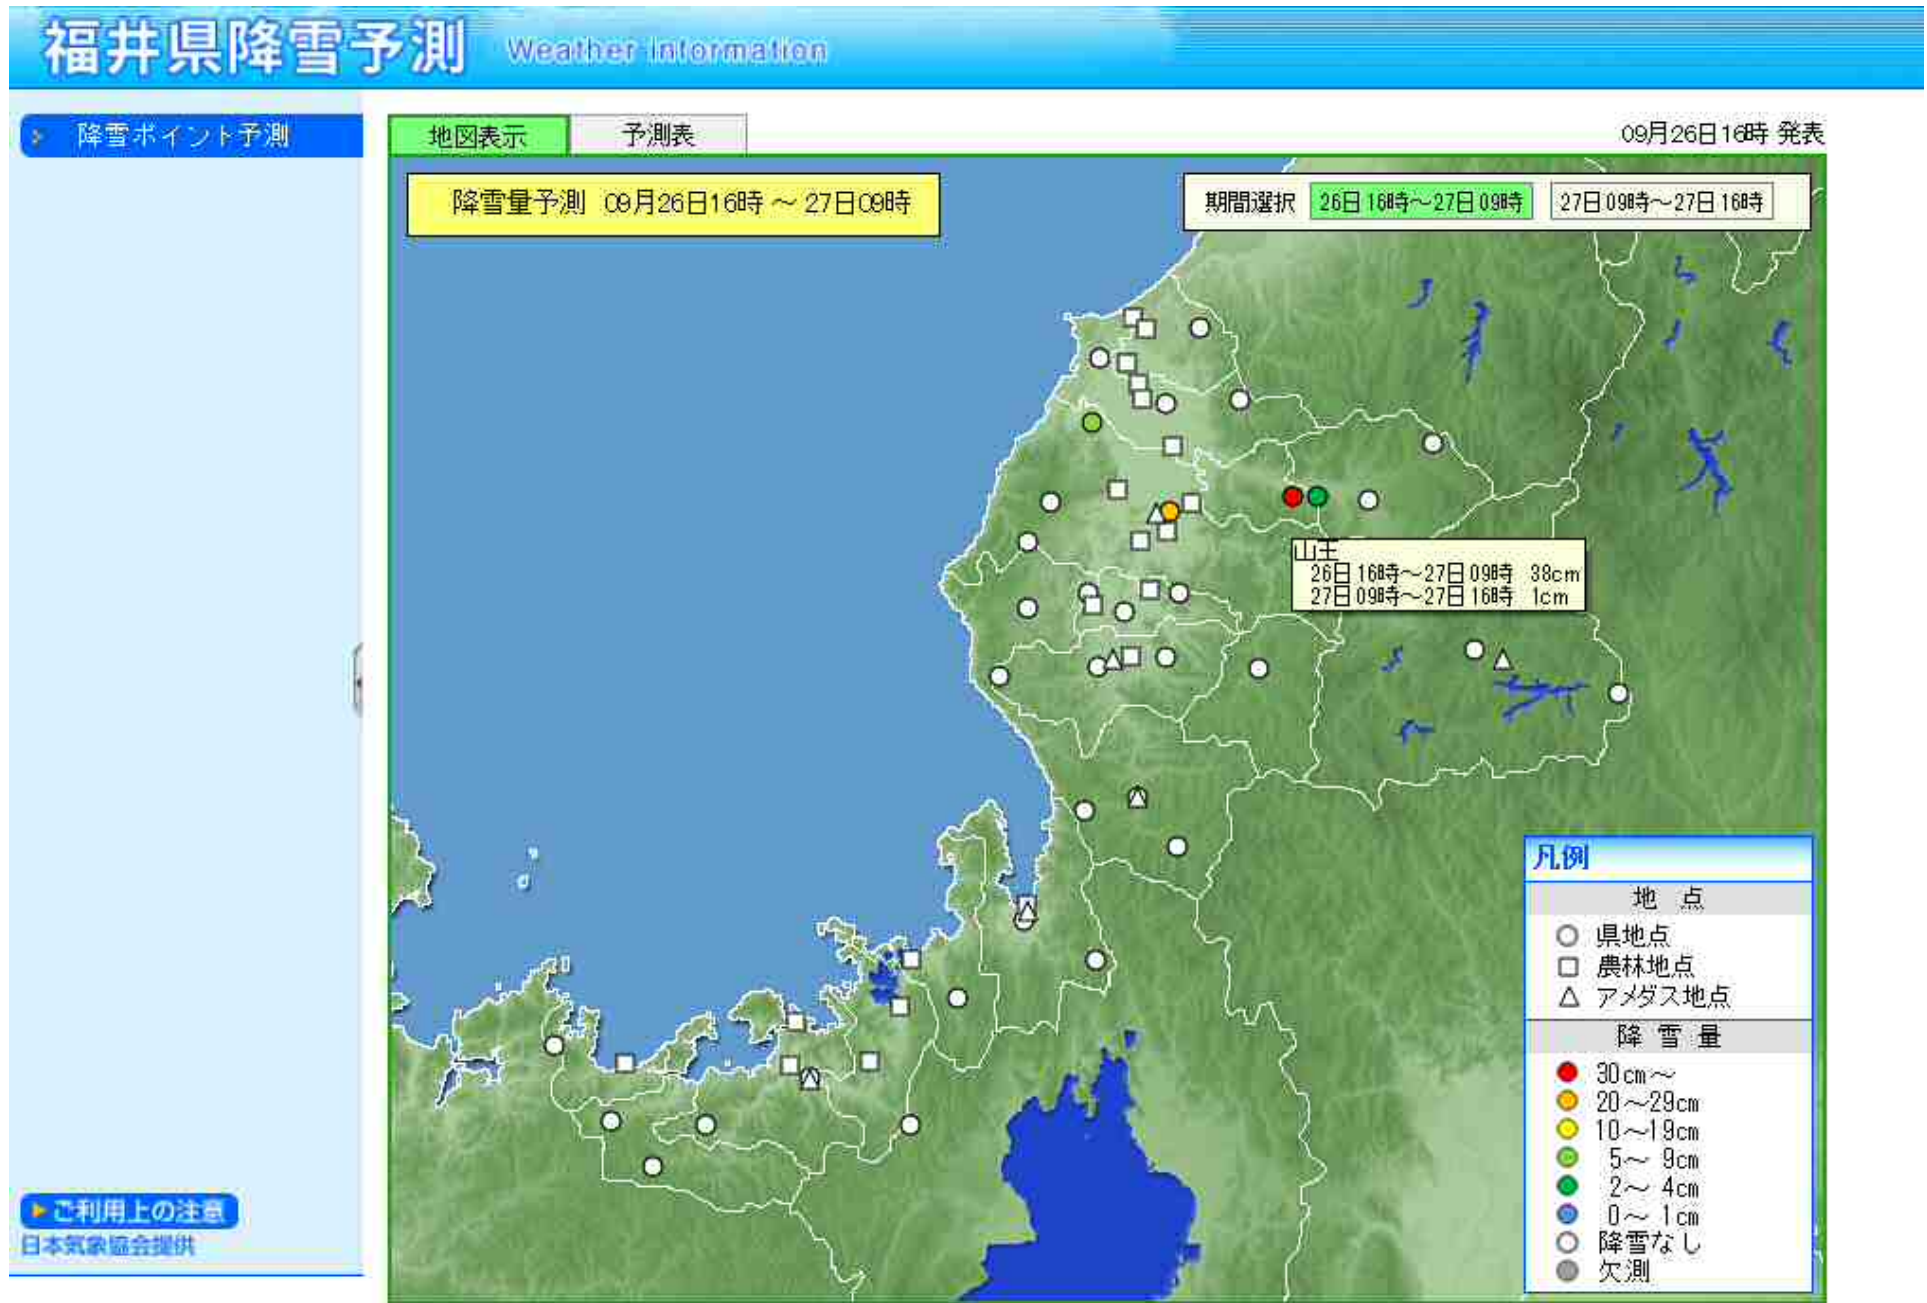 福井県降雪予測 Weather Information
降雪ポイント予測
地図表示 予測表 09月26日16時 発表
降雪量予測 09月26日16時 ～ 27日09時
期間選択 26日16時～27日09時 27日09時～27日16時
山王
26日16時～27日09時 38cm
27日09時～27日16時 1cm
凡例
地 点
県地点
農林地点
アメダス地点
降 雪 量
30cm～
20～29cm
10～19cm
5～ 9cm
2～ 4cm
0～ 1cm
降雪なし
欠測
ご利用上の注意
日本気象協会提供